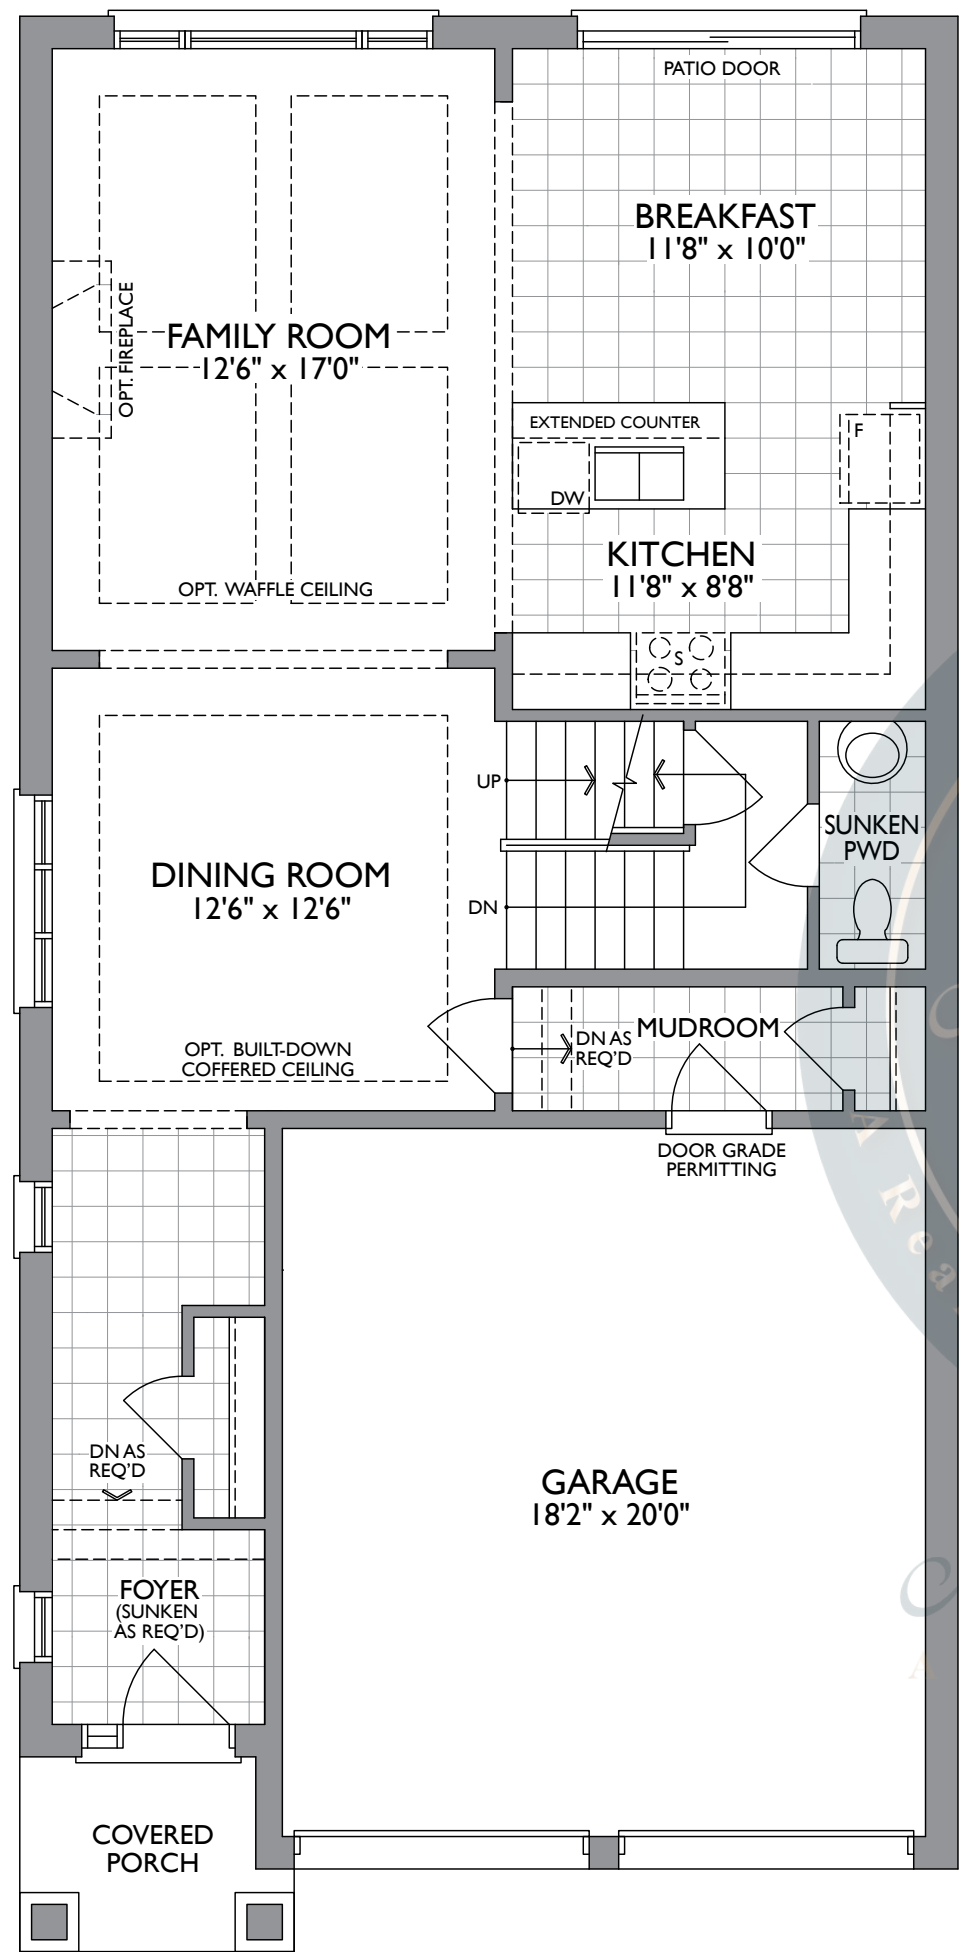 PATIO DOOR
BREAKFAST
11'8" x 10'0"
OPT. FIREPLACE
FAMILY ROOM
12'6" x 17'0"
EXTENDED COUNTER
F
DW
KITCHEN
11'8" x 8'8"
OPT. WAFFLE CEILING
S
UP
SUNKEN
PWD
DINING ROOM
12'6" x 12'6"
DN
MUDROOM
DN AS
REQ'D
OPT. BUILT-DOWN
COFFERED CEILING
DOOR GRADE
PERMITTING
A Rea
DN AS
REQ'D
GARAGE
18'2" x 20'0"
FOYER
(SUNKEN
AS REQ'D)
A
COVERED
PORCH